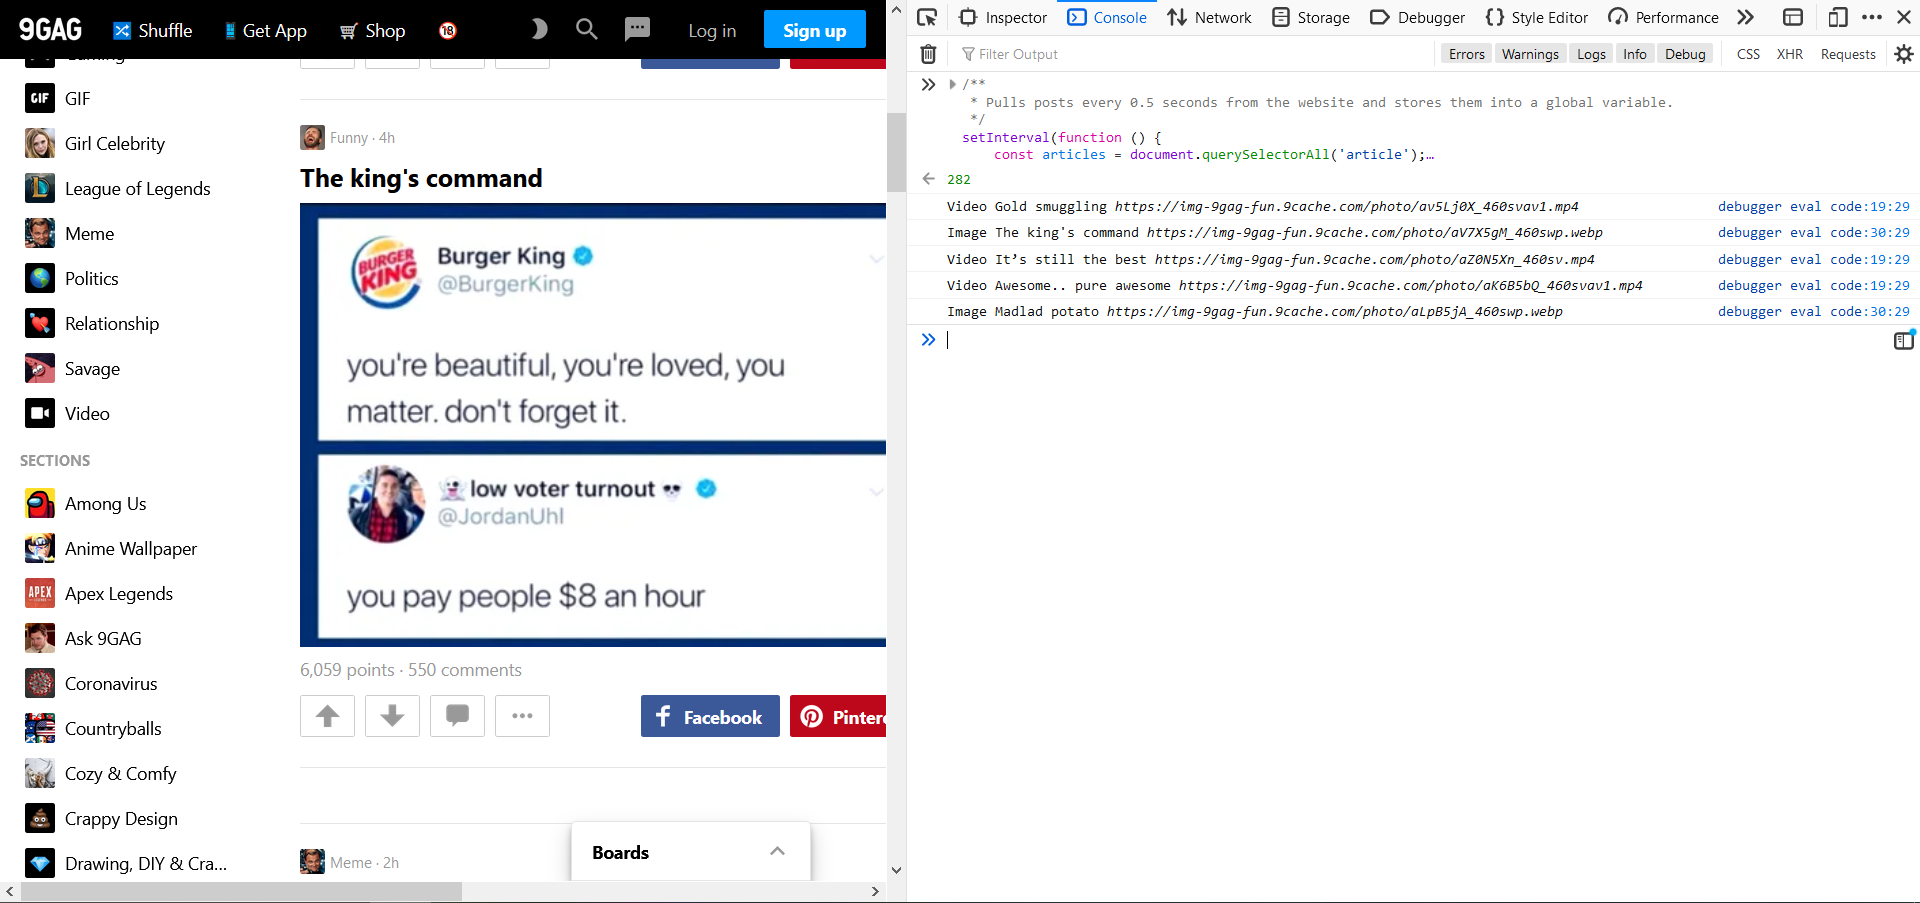 9GAG
Shuffle
Get App
Shop
18
Log in
Sign up
GIF
GIF
Girl Celebrity
League of Legends
Meme
Politics
Relationship
Savage
Video
SECTIONS
Among Us
Anime Wallpaper
APEX
Apex Legends
Ask 9GAG
Coronavirus
Countryballs
Cozy & Comfy
Crappy Design
Drawing, DIY & Cra...
Funny · 4h
The king's command
BURGER KING
Burger King
@BurgerKing
you're beautiful, you're loved, you
matter. don't forget it.
low voter turnout
@JordanUhl
you pay people $8 an hour
6,059 points · 550 comments
Facebook
Pinter
Meme · 2h
Boards
Inspector
Console
Network
Storage
Debugger
Style Editor
Performance
Filter Output
Errors
Warnings
Logs
Info
Debug
CSS
XHR
Requests
/**
* Pulls posts every 0.5 seconds from the website and stores them into a global variable.
*/
setInterval(function () {
const articles = document.querySelectorAll('article');…
282
Video Gold smuggling https://img-9gag-fun.9cache.com/photo/av5Lj0X_460svav1.mp4 debugger eval code:19:29
Image The king's command https://img-9gag-fun.9cache.com/photo/aV7X5gM_460swp.webp debugger eval code:30:29
Video It’s still the best https://img-9gag-fun.9cache.com/photo/aZ0N5Xn_460sv.mp4 debugger eval code:19:29
Video Awesome.. pure awesome https://img-9gag-fun.9cache.com/photo/aK6B5bQ_460svav1.mp4 debugger eval code:19:29
Image Madlad potato https://img-9gag-fun.9cache.com/photo/aLpB5jA_460swp.webp debugger eval code:30:29